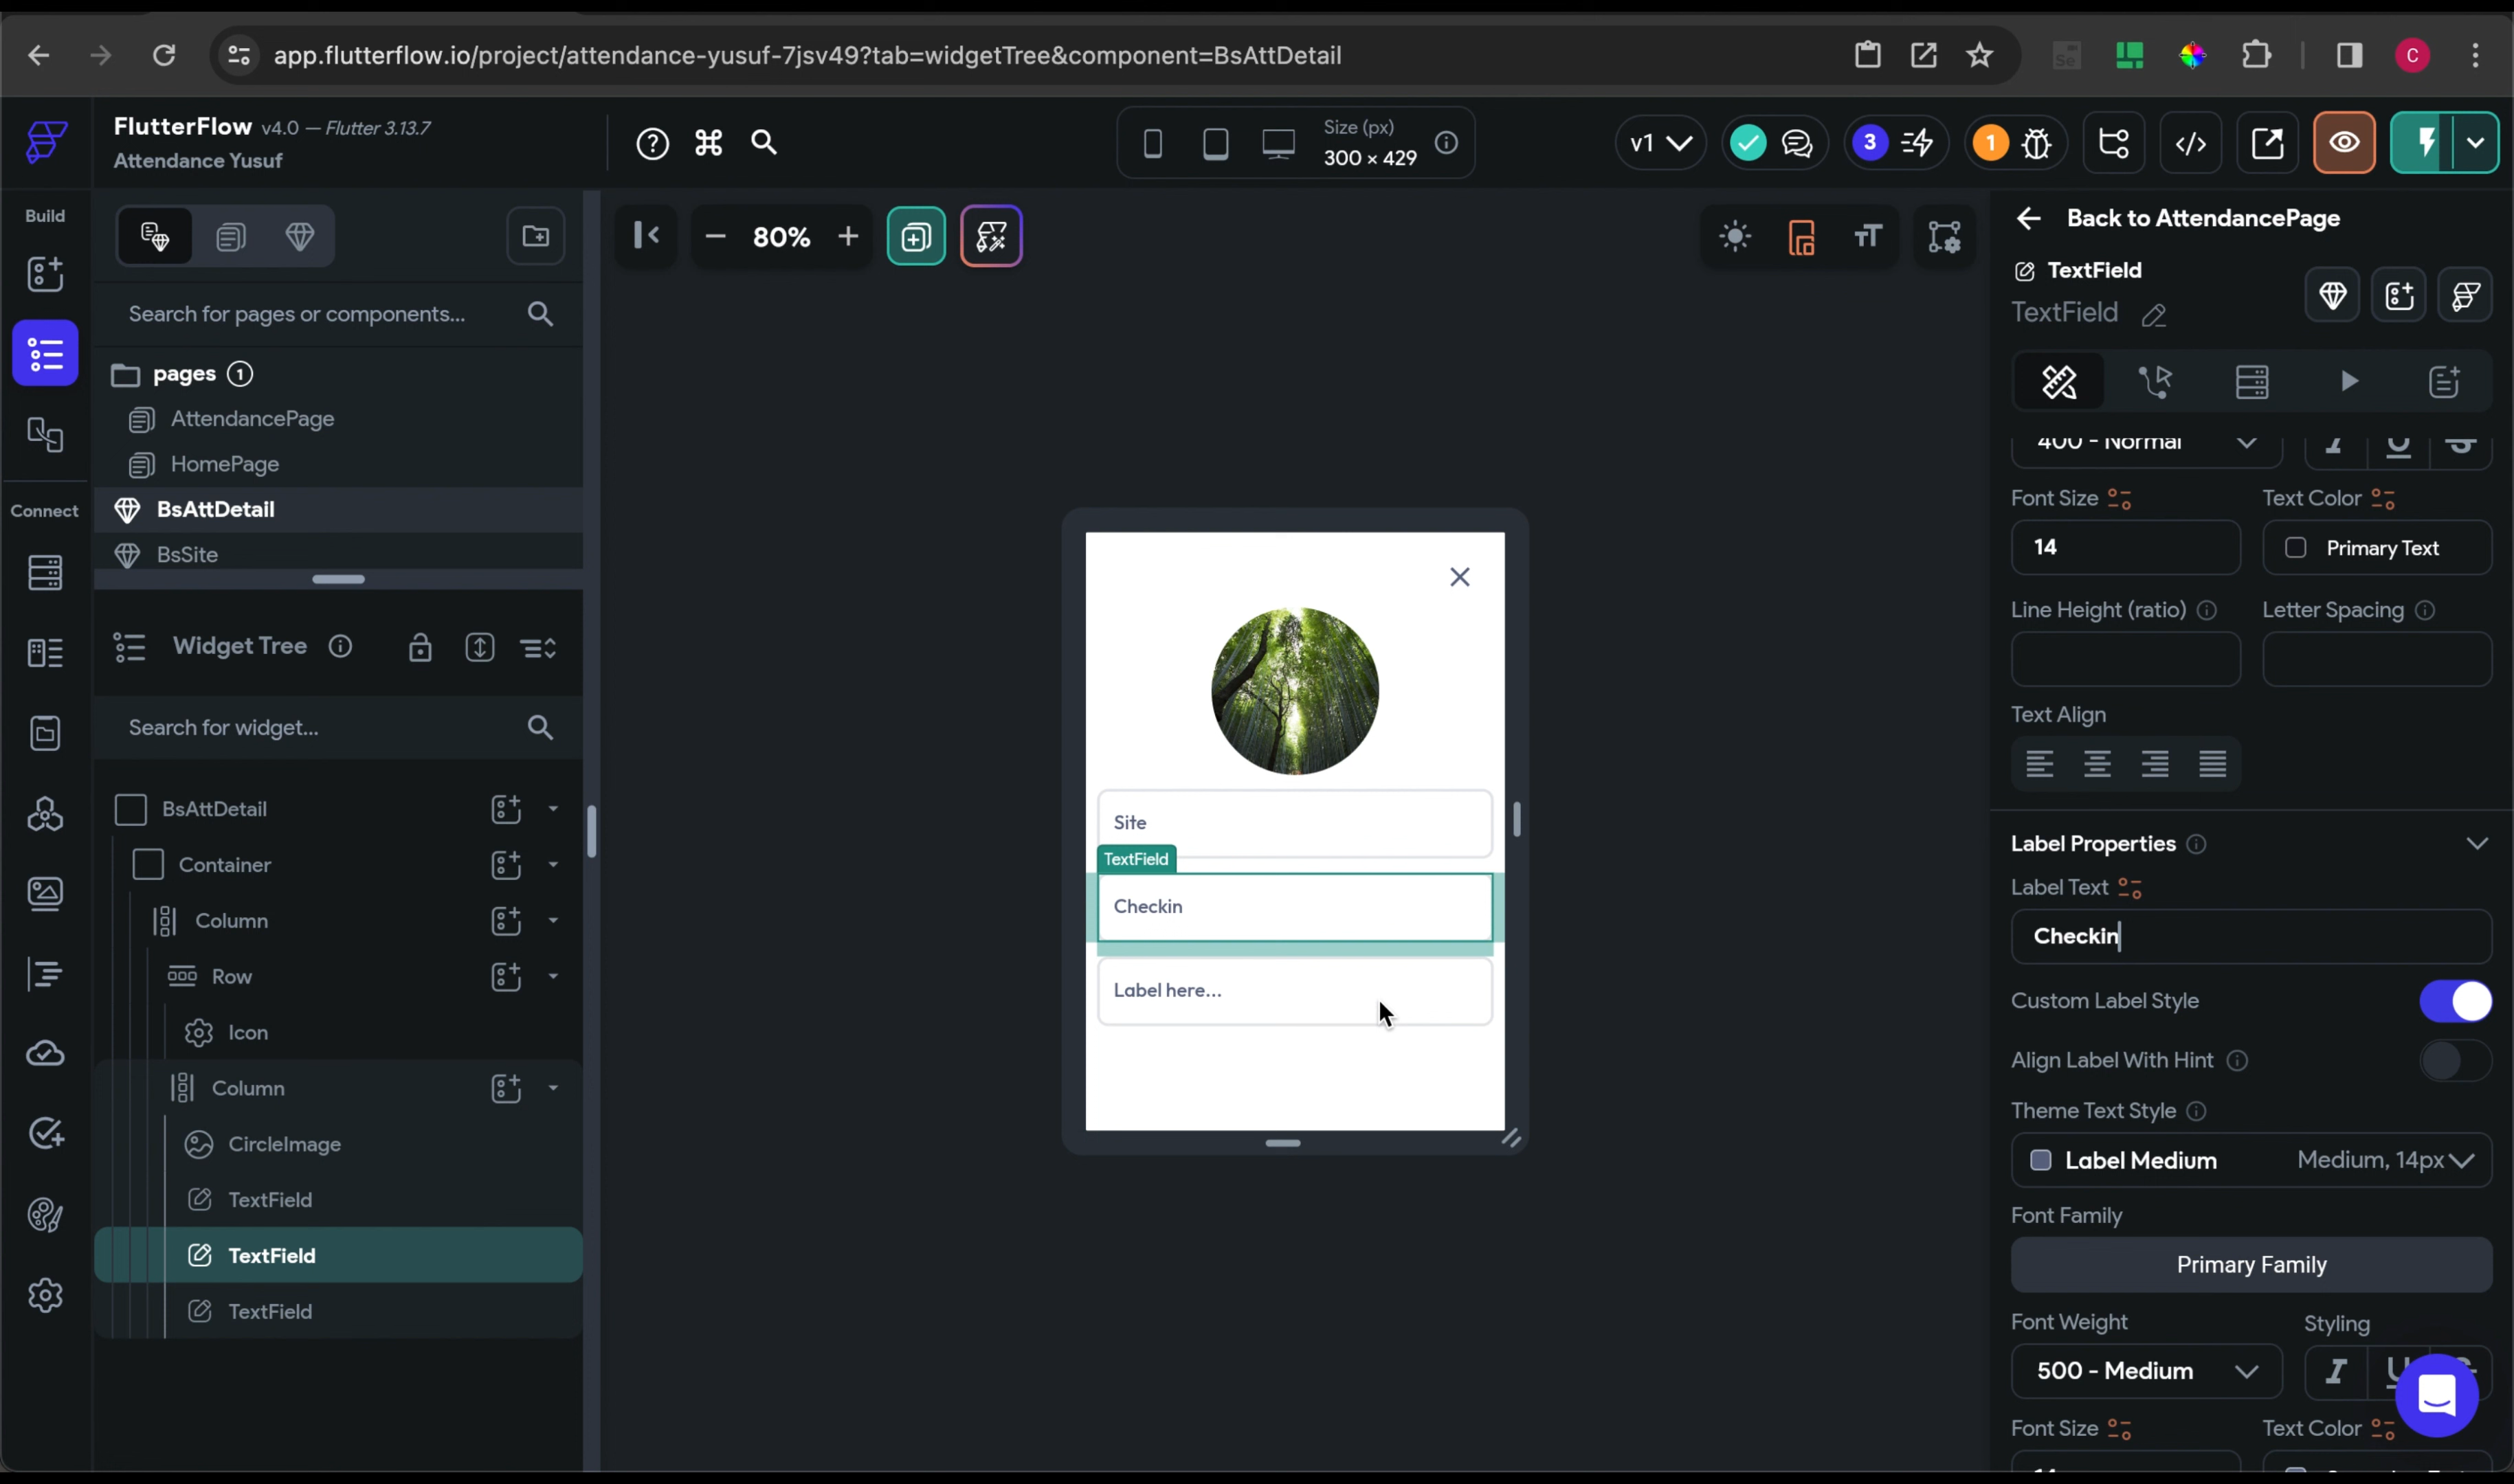 app.flutterflow.io/project/attendance-yusuf-7jsv49?tab=widgetTree&component=BsAttDetail
C
FlutterFlow v4.0 — Flutter 3.13.7
Attendance Yusuf
Size (px)
300 × 429
v1
3
1
Build
Connect
80%
Search for pages or components...
pages 1
AttendancePage
HomePage
BsAttDetail
BsSite
Widget Tree
Search for widget...
BsAttDetail
Container
Column
Row
Icon
Column
CircleImage
TextField
TextField
TextField
Site
TextField
Checkin
Label here...
Back to AttendancePage
TextField
TextField
400 - Normal
Font Size
Text Color
14
Primary Text
Line Height (ratio)
Letter Spacing
Text Align
Label Properties
Label Text
Checkin
Custom Label Style
Align Label With Hint
Theme Text Style
Label Medium
Medium, 14px
Font Family
Primary Family
Font Weight
Styling
500 - Medium
Font Size
Text Color